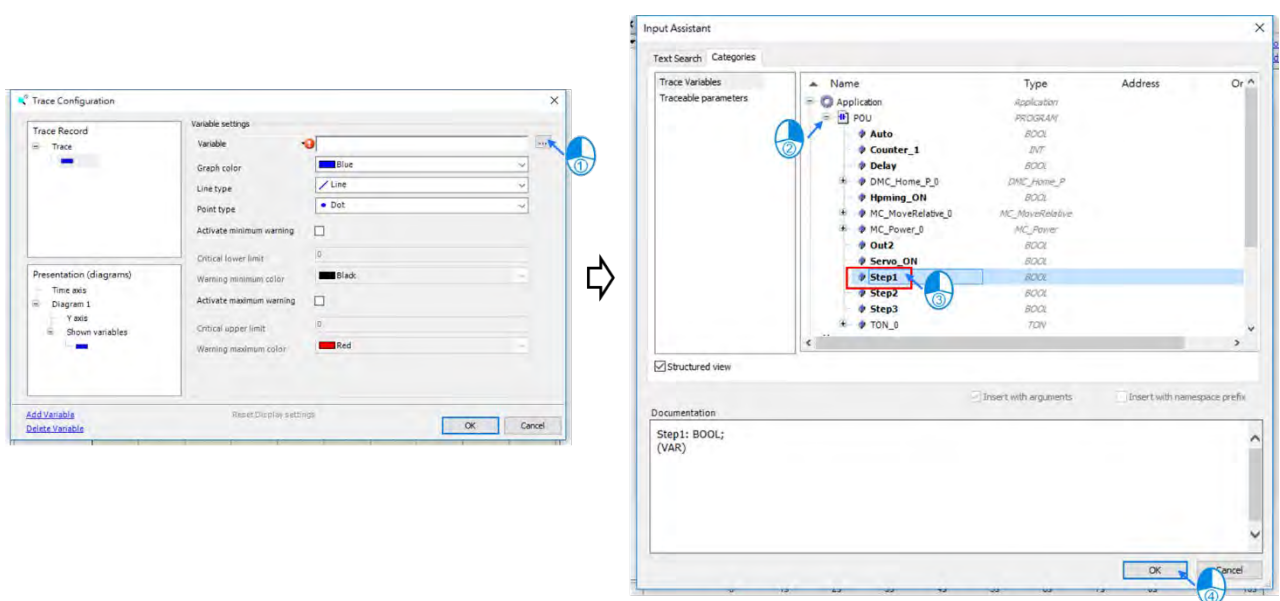 Trace Configuration
Trace Record
Trace
Variable settings
Variable
...
①
Graph color
Blue
Line type
Line
Point type
Dot
Activate minimum warning
Critical lower limit
0
Warning minimum color
Black
Activate maximum warning
Critical upper limit
0
Warning maximum color
Red
Presentation (diagrams)
Time axis
Diagram 1
Y axis
Shown variables
Add Variable
Delete Variable
Reset Display settings
OK
Cancel
Input Assistant
Text Search
Categories
Trace Variables
Traceable parameters
Name Type Address Or
Application Application
② POU PROGRAM
Auto BOOL
Counter_1 INT
Delay BOOL
DMC_Home_P_0 DMC_Home_P
Hpming_ON BOOL
MC_MoveRelative_0 MC_MoveRelative
MC_Power_0 MC_Power
Out2 BOOL
Servo_ON BOOL
Step1 ③ BOOL
Step2 BOOL
Step3 BOOL
TON_0 TON
Structured view
Insert with arguments
Insert with namespace prefix
Documentation
Step1: BOOL;
(VAR)
OK
Cancel
④